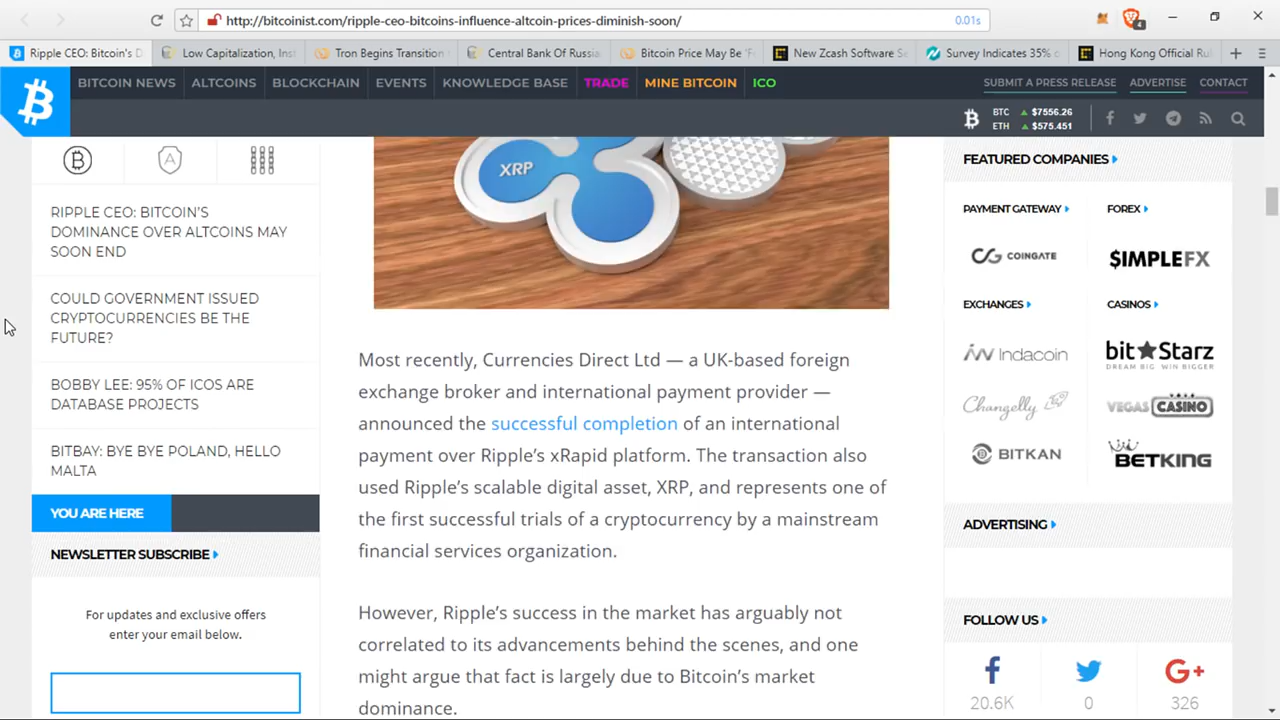 http://bitcoinist.com/ripple-ceo-bitcoins-influence-altcoin-prices-diminish-soon/
0.01s
4
Ripple CEO: Bitcoin's D
Low Capitalization, Inst
Tron Begins Transition
Central Bank Of Russia
Bitcoin Price May Be 'F
New Zcash Software Se
Survey Indicates 35% o
Hong Kong Official Ru
BITCOIN NEWS
ALTCOINS
BLOCKCHAIN
EVENTS
KNOWLEDGE BASE
TRADE
MINE BITCOIN
ICO
SUBMIT A PRESS RELEASE
ADVERTISE
CONTACT
BTC $7556.26
ETH $575.451
RIPPLE CEO: BITCOIN'S
DOMINANCE OVER ALTCOINS MAY
SOON END
COULD GOVERNMENT ISSUED
CRYPTOCURRENCIES BE THE
FUTURE?
BOBBY LEE: 95% OF ICOS ARE
DATABASE PROJECTS
BITBAY: BYE BYE POLAND, HELLO
MALTA
YOU ARE HERE
NEWSLETTER SUBSCRIBE
For updates and exclusive offers
enter your email below.
XRP
Most recently, Currencies Direct Ltd — a UK-based foreign
exchange broker and international payment provider —
announced the successful completion of an international
payment over Ripple's xRapid platform. The transaction also
used Ripple's scalable digital asset, XRP, and represents one of
the first successful trials of a cryptocurrency by a mainstream
financial services organization.
However, Ripple's success in the market has arguably not
correlated to its advancements behind the scenes, and one
might argue that fact is largely due to Bitcoin's market
dominance.
FEATURED COMPANIES
PAYMENT GATEWAY
FOREX
COINGATE
$IMPLEFX
EXCHANGES
CASINOS
Indacoin
bitStarz
DREAM BIG. WIN BIGGER
Changelly
VEGAS CASINO
BITKAN
BETKING
ADVERTISING
FOLLOW US
20.6K
0
G+
326